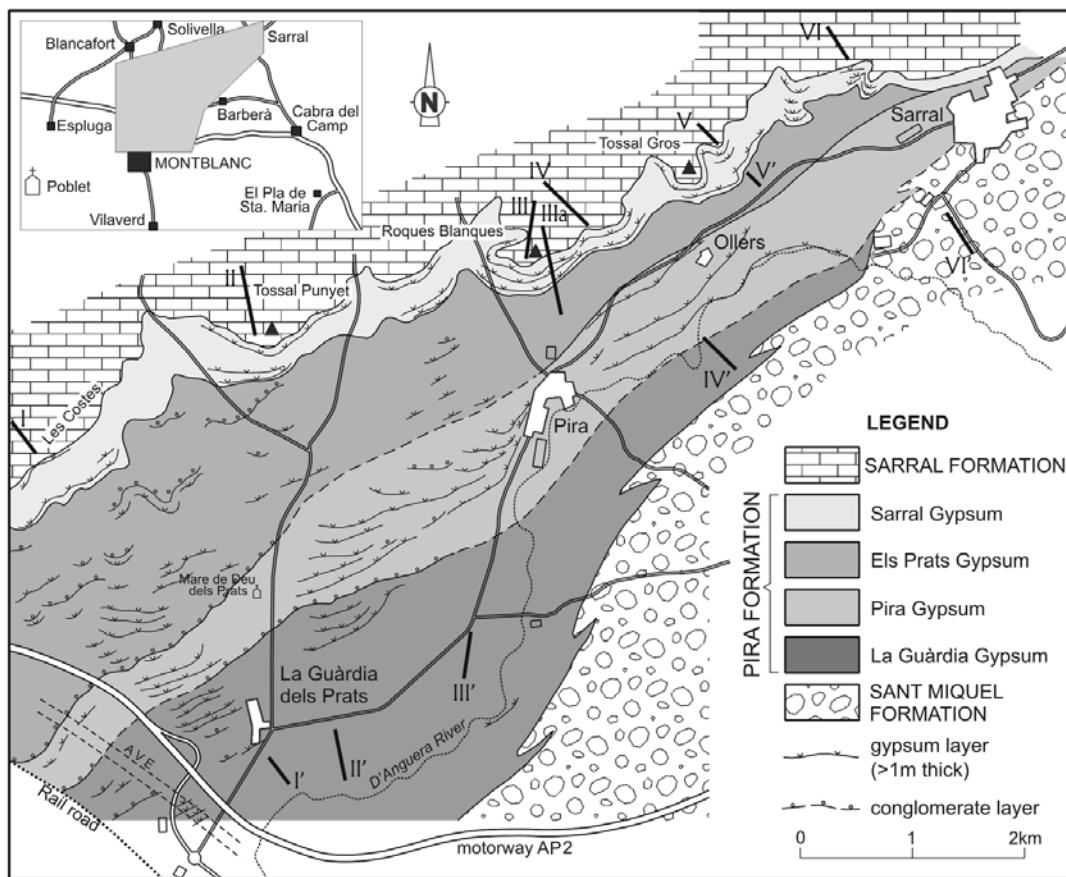 Solivella
Blancafort
Sarral
Barberà
Espluga
Cabra del
Camp
MONTBLANC
Poblet
El Pla de
Sta. Maria
Vilaverd
N
VI
Sarral
V
Tossal Gros
IV
V'
III
IIIa
Roques Blanques
Ollers
VI'
II
Tossal Punyet
IV'
I
Les Costes
Pira
Mare de Deu
dels Prats
La Guàrdia
dels Prats
III'
I'
II'
D'Anguera River
AVE
Rail road
motorway AP2
LEGEND
SARRAL FORMATION
PIRA FORMATION
Sarral Gypsum
Els Prats Gypsum
Pira Gypsum
La Guàrdia Gypsum
SANT MIQUEL
FORMATION
gypsum layer
(>1m thick)
conglomerate layer
0 1 2km